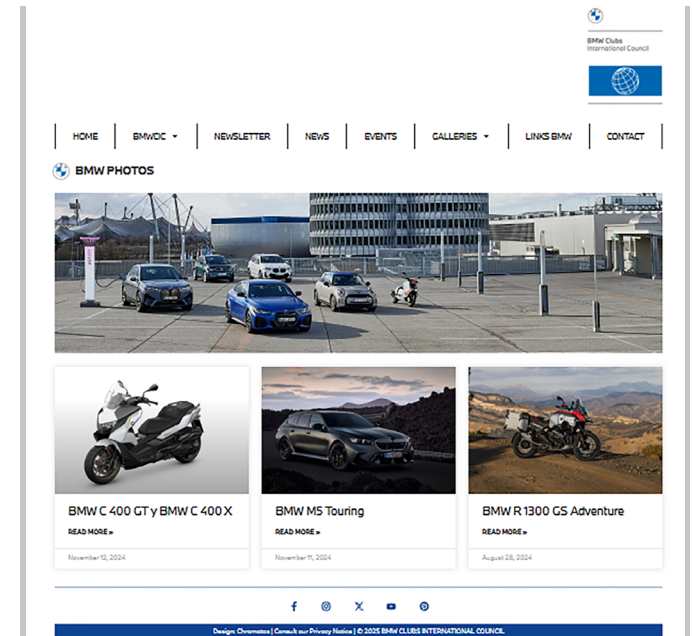 BMW Clubs
International Council
HOME
BMWCIC
NEWSLETTER
NEWS
EVENTS
GALLERIES
LINKS BMW
CONTACT
BMW PHOTOS
BMW C 400 GT y BMW C 400 X
READ MORE »
November 12, 2024
BMW M5 Touring
READ MORE »
November 11, 2024
BMW R 1300 GS Adventure
READ MORE »
August 28, 2024
Design: Chromatos | Consult our Privacy Notice | © 2025 BMW CLUBS INTERNATIONAL COUNCIL